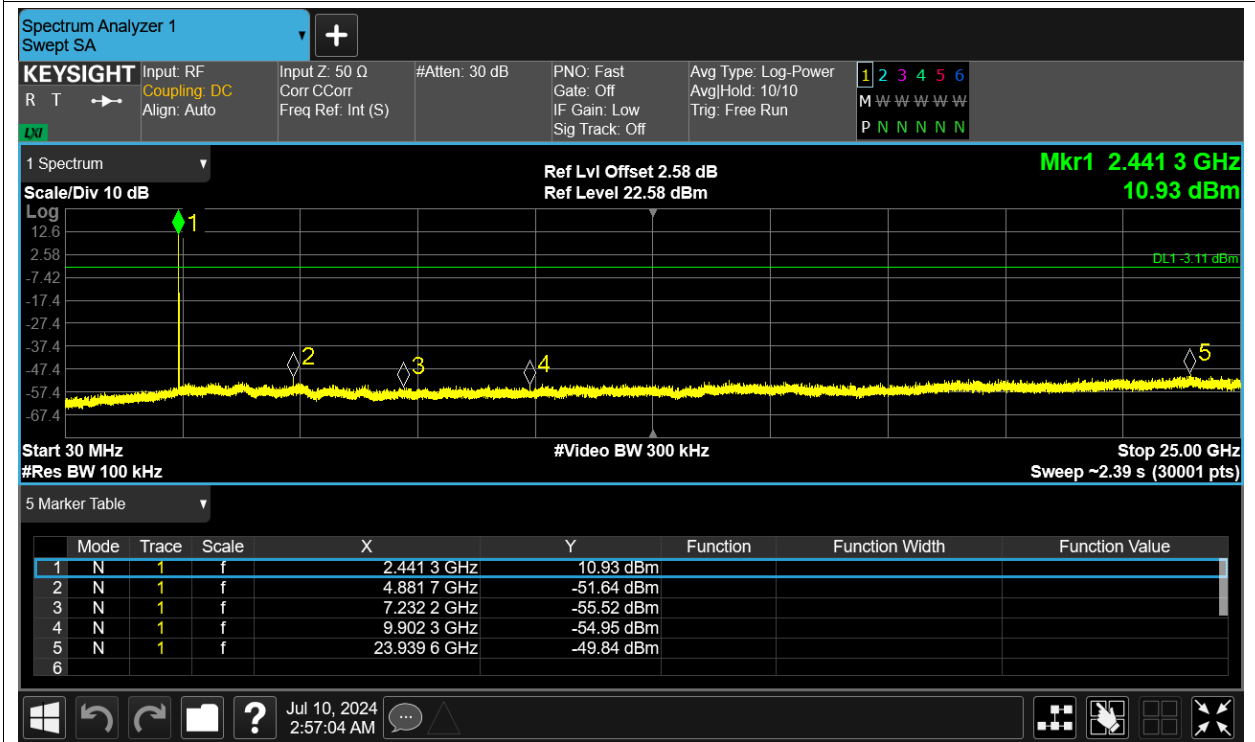 Spectrum Analyzer 1
Swept SA
KEYSIGHT Input: RF Input Z: 50 Ω #Atten: 30 dB PNO: Fast Avg Type: Log-Power 1 2 3 4 5 6
R T Coupling: DC Corr CCorr Gate: Off Avg|Hold: 10/10 M W W W W W
Align: Auto Freq Ref: Int (S) IF Gain: Low Trig: Free Run
LXI Sig Track: Off P N N N N N
1 Spectrum Ref Lvl Offset 2.58 dB Mkr1 2.441 3 GHz
Scale/Div 10 dB Ref Level 22.58 dBm 10.93 dBm
Log
1
12.6
2.58
DL1 -3.11 dBm
-7.42
-17.4
-27.4
-37.4
2 3 4 5
-47.4
-57.4
-67.4
Start 30 MHz #Video BW 300 kHz Stop 25.00 GHz
#Res BW 100 kHz Sweep ~2.39 s (30001 pts)
5 Marker Table
Mode Trace Scale X Y Function Function Width Function Value
1 N 1 f 2.441 3 GHz 10.93 dBm
2 N 1 f 4.881 7 GHz -51.64 dBm
3 N 1 f 7.232 2 GHz -55.52 dBm
4 N 1 f 9.902 3 GHz -54.95 dBm
5 N 1 f 23.939 6 GHz -49.84 dBm
6
? Jul 10, 2024
2:57:04 AM